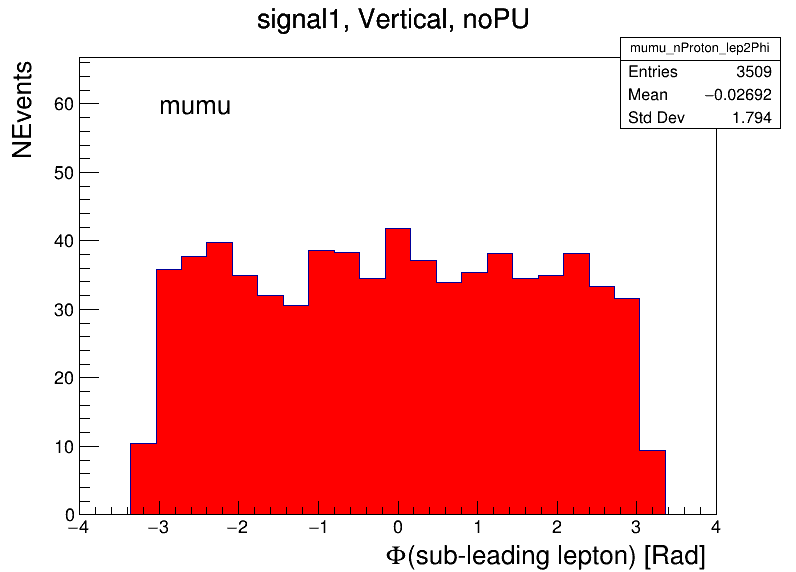 signal1, Vertical, noPU
mumu_nProton_lep2Phi
Entries 3509
Mean −0.02692
Std Dev 1.794
NEvents
mumu
60
50
40
30
20
10
0
−4 −3 −2 −1 0 1 2 3 4
Φ(sub-leading lepton) [Rad]